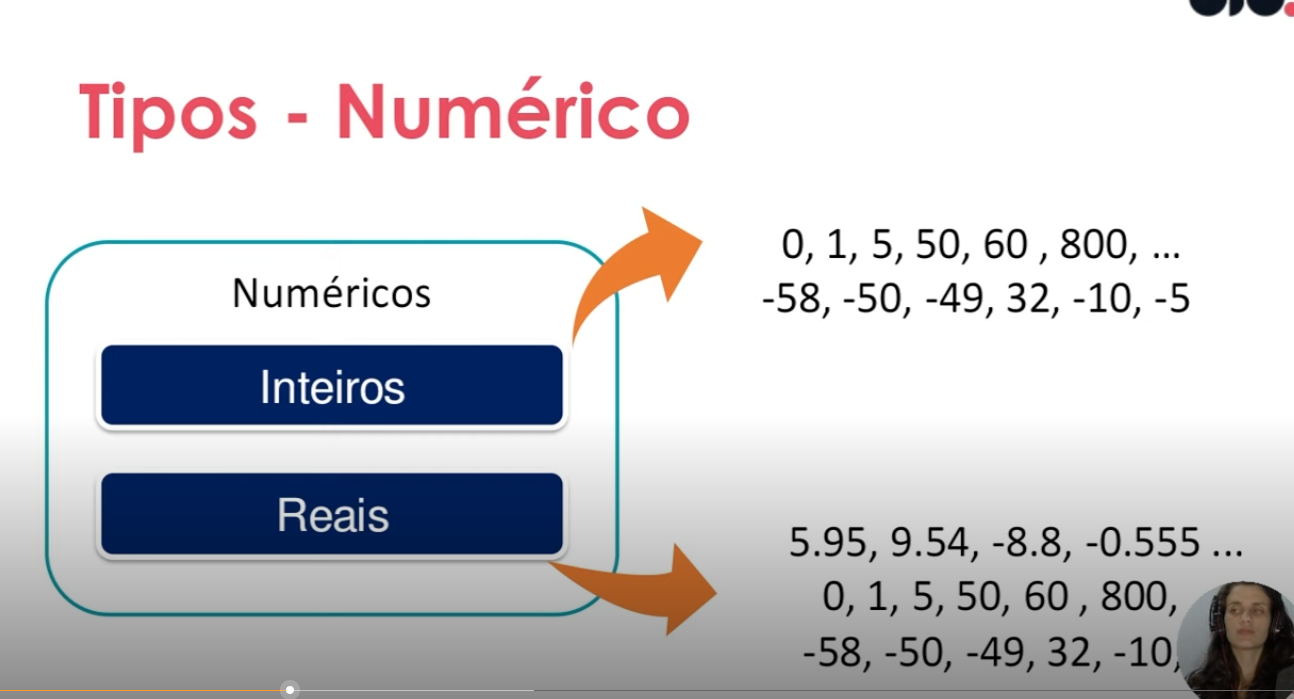 Tipos - Numérico
Numéricos
Inteiros
Reais
0, 1, 5, 50, 60 , 800, ...
-58, -50, -49, 32, -10, -5
5.95, 9.54, -8.8, -0.555 ...
0, 1, 5, 50, 60 , 800,
-58, -50, -49, 32, -10,